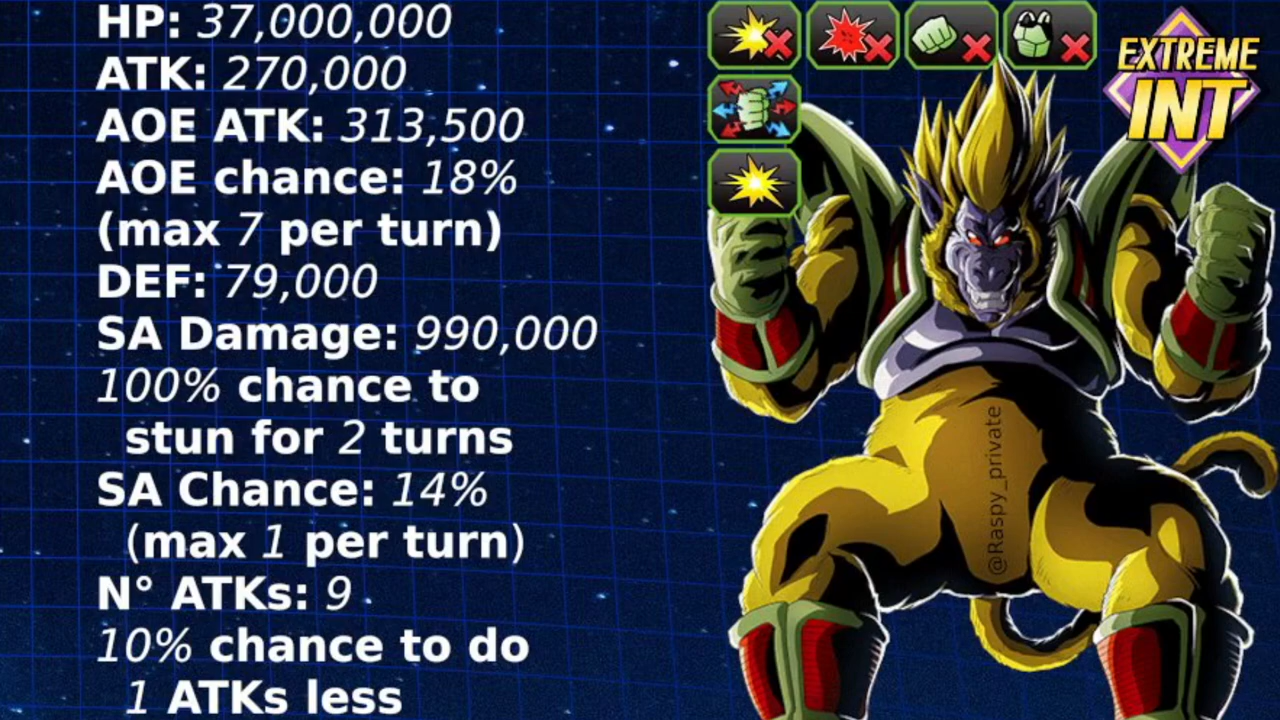 HP: 37,000,000
ATK: 270,000
AOE ATK: 313,500
AOE chance: 18%
(max 7 per turn)
DEF: 79,000
SA Damage: 990,000
100% chance to
stun for 2 turns
SA Chance: 14%
(max 1 per turn)
N° ATKs: 9
10% chance to do
1 ATKs less
EXTREME
INT
@Raspy_private